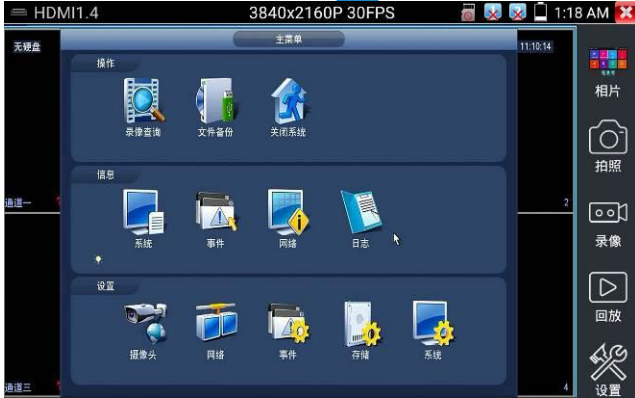 HDMI1.4 3840x2160P 30FPS 1:18 AM
主菜单
无硬盘
11:10:14
操作
录像查询 文件备份 关闭系统
信息
系统 事件 网络 日志
通道一
2
设置
摄像头 网络 事件 存储 系统
通道三
4
相片
拍照
录像
回放
设置